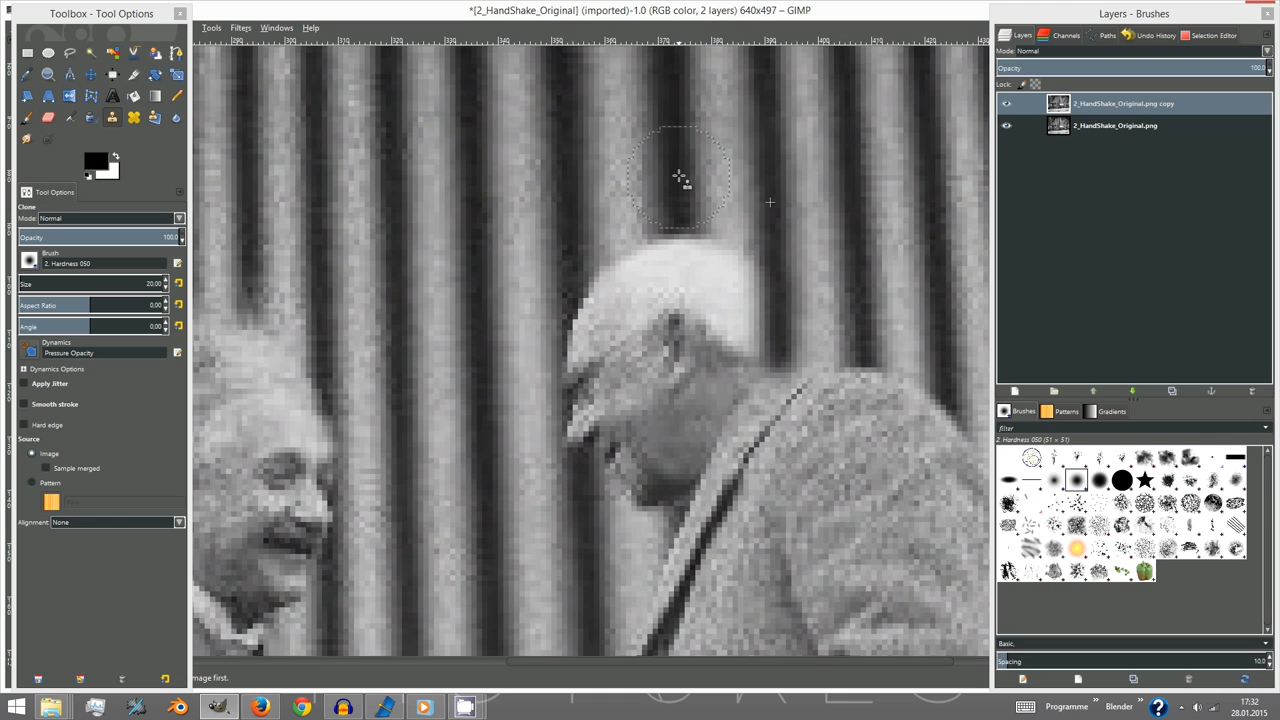 Toolbox - Tool Options
*[2_HandShake_Original] (imported)-1.0 (RGB color, 2 layers) 640x497 – GIMP
Layers - Brushes
Tools Filters Windows Help
Layers Channels Paths Undo History Selection Editor
Mode: Normal
Opacity 100,0
Lock:
2_HandShake_Original.png copy
2_HandShake_Original.png
Tool Options
Clone
Mode: Normal
Opacity 100,0
Brush
2. Hardness 050
Size 20,00
Aspect Ratio 0,00
Angle 0,00
Dynamics
Pressure Opacity
Dynamics Options
Apply Jitter
Smooth stroke
Hard edge
Source
Image
Sample merged
Pattern
Alignment: None
Brushes Patterns Gradients
filter
2. Hardness 050 (51 × 51)
Basic,
Spacing 10,0
image first.
Programme Blender
17:32
28.01.2015